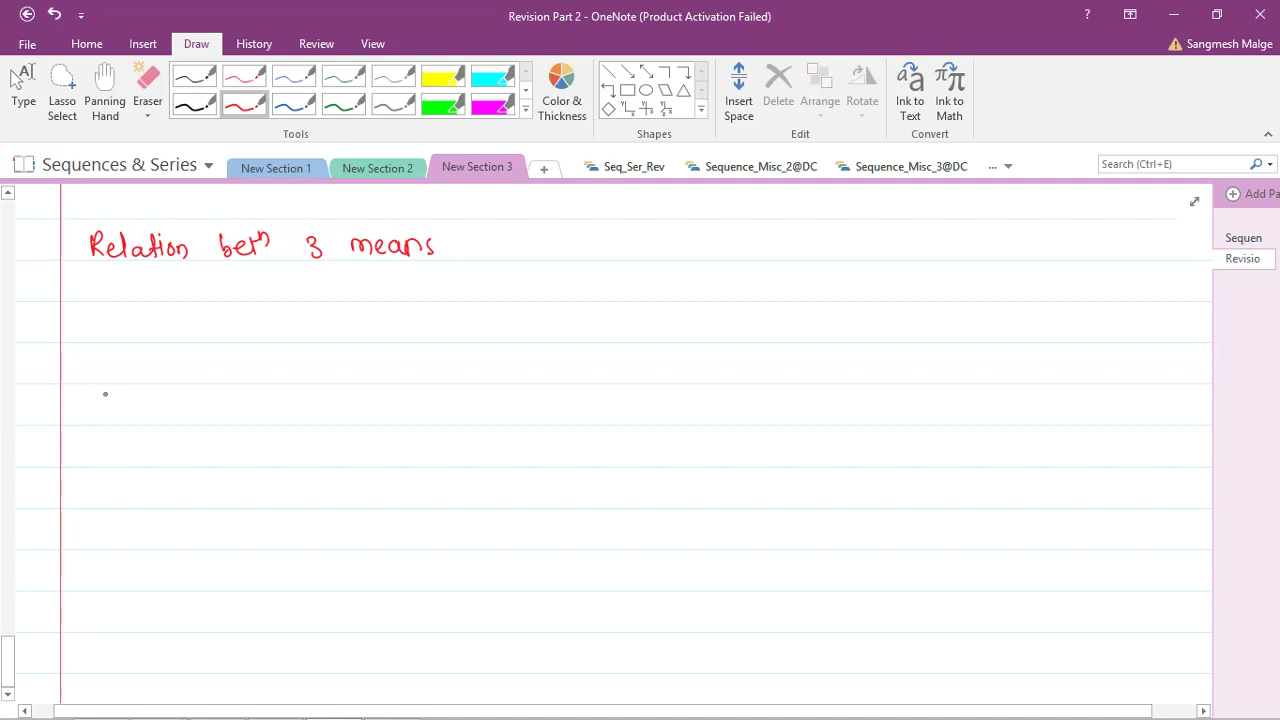 Revision Part 2 - OneNote (Product Activation Failed)
?
File Home Insert Draw History Review View Sangmesh Malge
Type Lasso Select Panning Hand Eraser Color & Thickness Insert Space Delete Arrange Rotate Ink to Text Ink to Math
Tools Shapes Edit Convert
Sequences & Series New Section 1 New Section 2 New Section 3 + Seq_Ser_Rev Sequence_Misc_2@DC Sequence_Misc_3@DC ... Search (Ctrl+E)
Add Pa
Sequen
Revisio
Relation betn 3 means